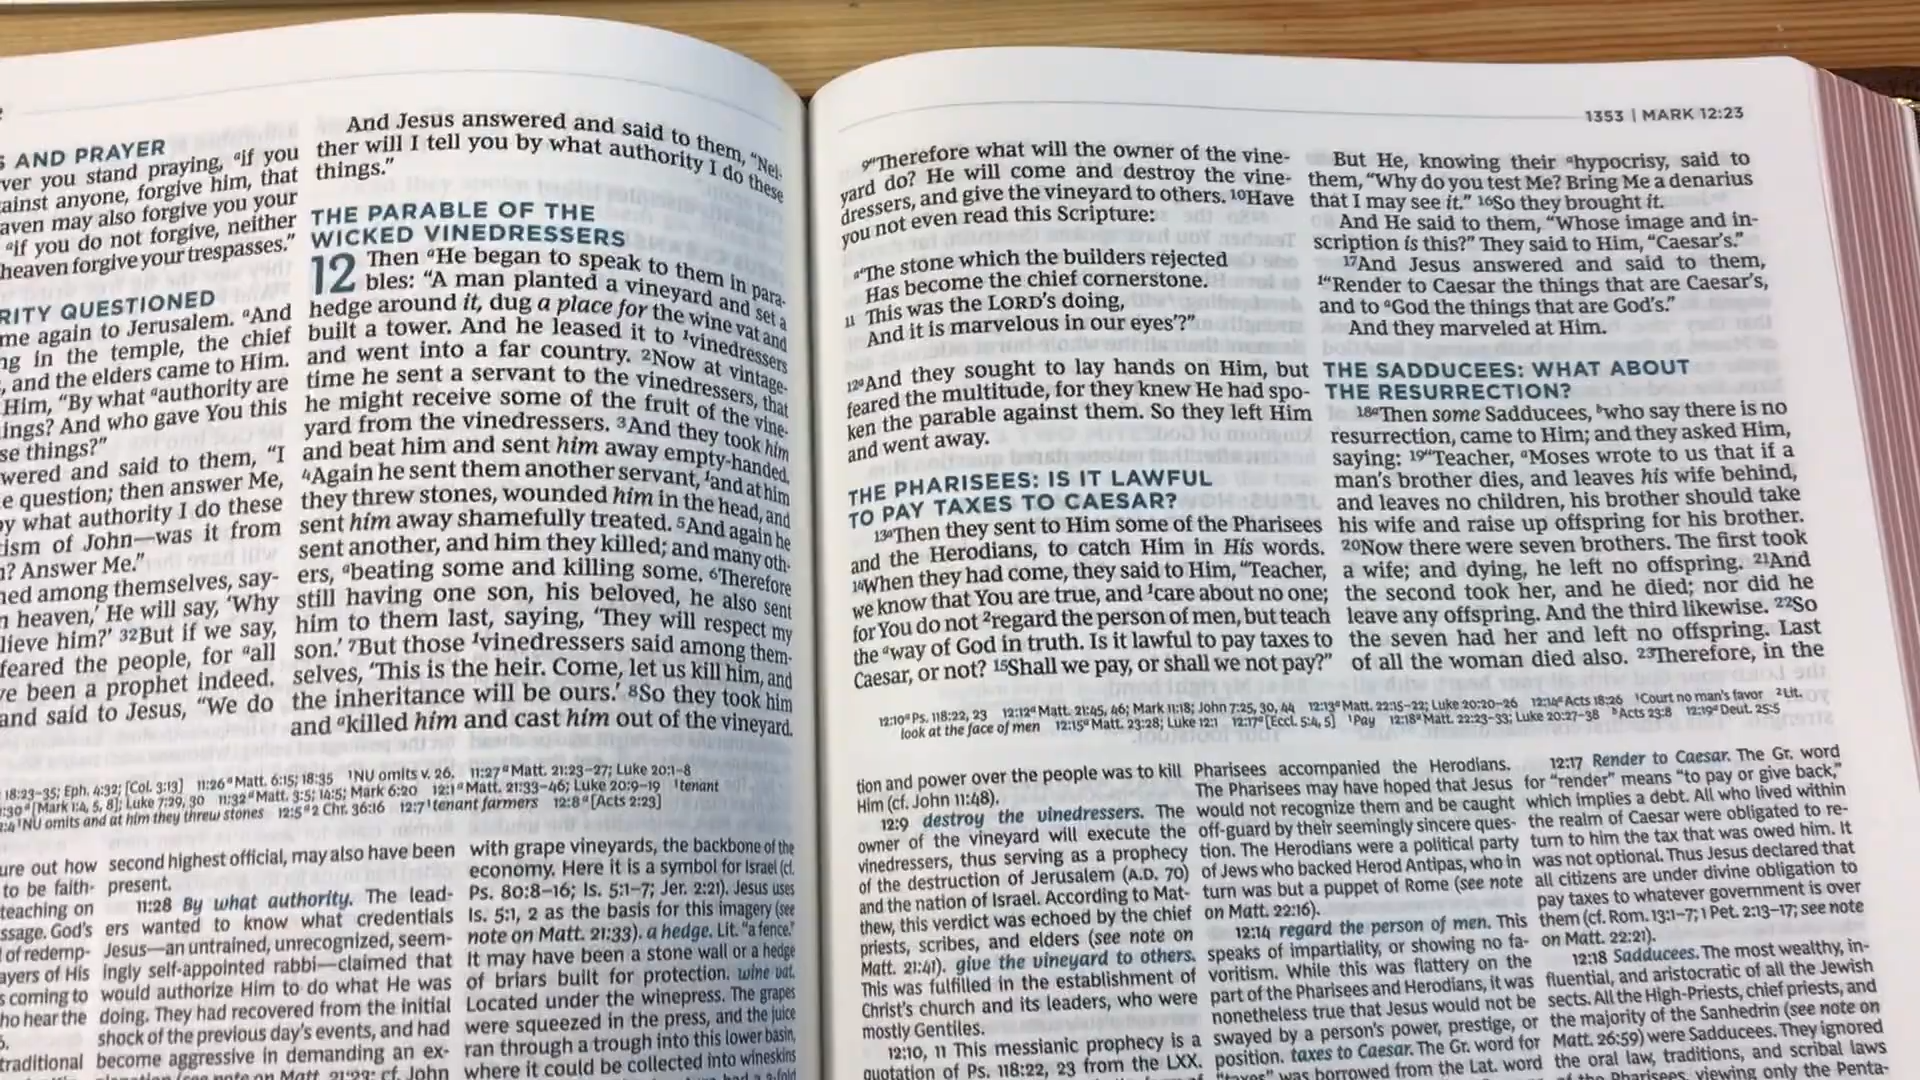 S AND PRAYER
ver you stand praying, ᵃif you
ainst anyone, forgive him, that
aven may also forgive you your
ᵃif you do not forgive, neither
heaven forgive your trespasses."
RITY QUESTIONED
me again to Jerusalem. ᵃAnd
ng in the temple, the chief
, and the elders came to Him.
Him, "By what ᵃauthority are
ings? And who gave You this
se things?"
wered and said to them, "I
e question; then answer Me,
by what authority I do these
ism of John—was it from
n? Answer Me."
ned among themselves, say-
n heaven,' He will say, 'Why
lieve him?' 32But if we say,
feared the people, for ᵃall
ve been a prophet indeed.
and said to Jesus, "We do
And Jesus answered and said to them, "Nei-
ther will I tell you by what authority I do these
things."
THE PARABLE OF THE
WICKED VINEDRESSERS
12 Then ᵃHe began to speak to them in para-
bles: "A man planted a vineyard and set a
hedge around it, dug a place for the wine vat and
built a tower. And he leased it to ¹vinedressers
and went into a far country. 2Now at vintage-
time he sent a servant to the vinedressers, that
he might receive some of the fruit of the vine-
yard from the vinedressers. 3And they took him
and beat him and sent him away empty-handed.
4Again he sent them another servant, ¹and at him
they threw stones, wounded him in the head, and
sent him away shamefully treated. 5And again he
sent another, and him they killed; and many oth-
ers, ᵃbeating some and killing some. 6Therefore
still having one son, his beloved, he also sent
him to them last, saying, 'They will respect my
son.' 7But those ¹vinedressers said among them-
selves, 'This is the heir. Come, let us kill him, and
the inheritance will be ours.' 8So they took him
and ᵃkilled him and cast him out of the vineyard.
18:23–35; Eph. 4:32; [Col. 3:13] 11:26 ᵃ Matt. 6:15; 18:35 ¹NU omits v. 26. 11:27 ᵃ Matt. 21:23–27; Luke 20:1–8
:30 ᵃ [Mark 1:4, 5, 8]; Luke 7:29, 30 11:32 ᵃ Matt. 3:5; 14:5; Mark 6:20 12:1 ᵃ Matt. 21:33–46; Luke 20:9–19 ¹tenant
:4 ¹NU omits and at him they threw stones 12:5 ᵃ 2 Chr. 36:16 12:7 ¹tenant farmers 12:8 ᵃ [Acts 2:23]
ure out how
to be faith-
teaching on
ssage. God's
of redemp-
ayers of His
s coming to
ho hear the
traditional
second highest official, may also have been
present.
11:28 By what authority. The lead-
ers wanted to know what credentials
Jesus—an untrained, unrecognized, seem-
ingly self-appointed rabbi—claimed that
would authorize Him to do what He was
doing. They had recovered from the initial
shock of the previous day's events, and had
become aggressive in demanding an ex-
with grape vineyards, the backbone of the
economy. Here it is a symbol for Israel (cf.
Ps. 80:8–16; Is. 5:1–7; Jer. 2:21). Jesus uses
Is. 5:1, 2 as the basis for this imagery (see
note on Matt. 21:33). a hedge. Lit. "a fence."
It may have been a stone wall or a hedge
of briars built for protection. wine vat.
Located under the winepress. The grapes
were squeezed in the press, and the juice
ran through a trough into this lower basin,
where it could be collected into wineskins
1353 | MARK 12:23
9"Therefore what will the owner of the vine-
yard do? He will come and destroy the vine-
dressers, and give the vineyard to others. 10Have
you not even read this Scripture:
ᵃ"The stone which the builders rejected
Has become the chief cornerstone.
11 This was the LORD's doing,
And it is marvelous in our eyes'?"
12ᵃAnd they sought to lay hands on Him, but
feared the multitude, for they knew He had spo-
ken the parable against them. So they left Him
and went away.
THE PHARISEES: IS IT LAWFUL
TO PAY TAXES TO CAESAR?
13ᵃThen they sent to Him some of the Pharisees
and the Herodians, to catch Him in His words.
14When they had come, they said to Him, "Teacher,
we know that You are true, and ¹care about no one;
for You do not ²regard the person of men, but teach
the ᵃway of God in truth. Is it lawful to pay taxes to
Caesar, or not? 15Shall we pay, or shall we not pay?"
But He, knowing their ᵃhypocrisy, said to
them, "Why do you test Me? Bring Me a denarius
that I may see it." 16So they brought it.
And He said to them, "Whose image and in-
scription is this?" They said to Him, "Caesar's."
17And Jesus answered and said to them,
¹"Render to Caesar the things that are Caesar's,
and to ᵃGod the things that are God's."
And they marveled at Him.
THE SADDUCEES: WHAT ABOUT
THE RESURRECTION?
18ᵃThen some Sadducees, ᵇwho say there is no
resurrection, came to Him; and they asked Him,
saying: 19"Teacher, ᵃMoses wrote to us that if a
man's brother dies, and leaves his wife behind,
and leaves no children, his brother should take
his wife and raise up offspring for his brother.
20Now there were seven brothers. The first took
a wife; and dying, he left no offspring. 21And
the second took her, and he died; nor did he
leave any offspring. And the third likewise. 22So
the seven had her and left no offspring. Last
of all the woman died also. 23Therefore, in the
12:10 ᵃ Ps. 118:22, 23 12:12 ᵃ Matt. 21:45, 46; Mark 11:18; John 7:25, 30, 44 12:13 ᵃ Matt. 22:15–22; Luke 20:20–26 12:14 ᵃ Acts 18:26 ¹Court no man's favor ²Lit.
look at the face of men 12:15 ᵃ Matt. 23:28; Luke 12:1 12:17 ᵃ [Eccl. 5:4, 5] ¹Pay 12:18 ᵃ Matt. 22:23–33; Luke 20:27–38 ᵇ Acts 23:8 12:19 ᵃ Deut. 25:5
tion and power over the people was to kill
Him (cf. John 11:48).
12:9 destroy the vinedressers. The
owner of the vineyard will execute the
vinedressers, thus serving as a prophecy
of the destruction of Jerusalem (A.D. 70)
and the nation of Israel. According to Mat-
thew, this verdict was echoed by the chief
priests, scribes, and elders (see note on
Matt. 21:41). give the vineyard to others.
This was fulfilled in the establishment of
Christ's church and its leaders, who were
mostly Gentiles.
12:10, 11 This messianic prophecy is a
quotation of Ps. 118:22, 23 from the LXX.
Pharisees accompanied the Herodians.
The Pharisees may have hoped that Jesus
would not recognize them and be caught
off-guard by their seemingly sincere ques-
tion. The Herodians were a political party
of Jews who backed Herod Antipas, who in
turn was but a puppet of Rome (see note
on Matt. 22:16).
12:14 regard the person of men. This
speaks of impartiality, or showing no fa-
voritism. While this was flattery on the
part of the Pharisees and Herodians, it was
nonetheless true that Jesus would not be
swayed by a person's power, prestige, or
position. taxes to Caesar. The Gr. word for
"taxes" was borrowed from the Lat. word
12:17 Render to Caesar. The Gr. word
for "render" means "to pay or give back,"
which implies a debt. All who lived within
the realm of Caesar were obligated to re-
turn to him the tax that was owed him. It
was not optional. Thus Jesus declared that
all citizens are under divine obligation to
pay taxes to whatever government is over
them (cf. Rom. 13:1–7; 1 Pet. 2:13–17; see note
on Matt. 22:21).
12:18 Sadducees. The most wealthy, in-
fluential, and aristocratic of all the Jewish
sects. All the High-Priests, chief priests, and
the majority of the Sanhedrin (see note on
Matt. 26:59) were Sadducees. They ignored
the oral law, traditions, and scribal laws
of the Pharisees, viewing only the Penta-